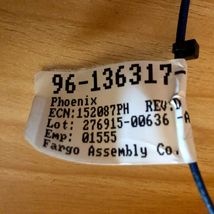 96-136317-
Phoenix
ECN:152087PH REV:D
Lot: 276915-00636 -A
Emp: 01555
Fargo Assembly Co.